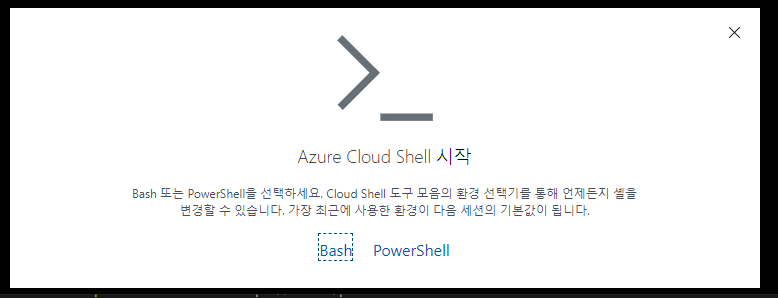 Azure Cloud Shell 시작
Bash 또는 PowerShell을 선택하세요. Cloud Shell 도구 모음의 환경 선택기를 통해 언제든지 셸을
변경할 수 있습니다. 가장 최근에 사용한 환경이 다음 세션의 기본값이 됩니다.
Bash PowerShell